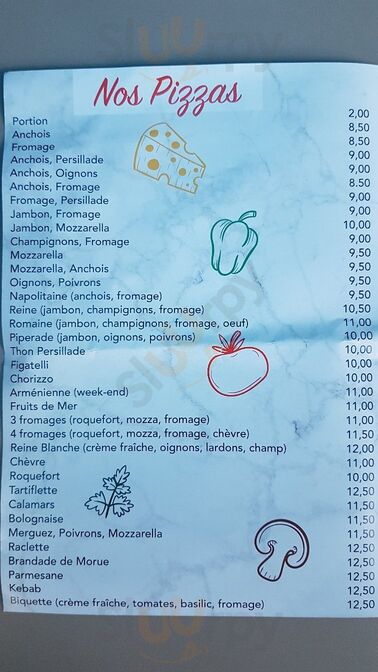 Nos Pizzas
Portion 2,00
Anchois 8,50
Fromage 8,50
Anchois, Persillade 9,00
Anchois, Oignons 9,00
Anchois, Fromage 8.50
Fromage, Persillade 9,00
Jambon, Fromage 9,00
Jambon, Mozzarella 10,00
Champignons, Fromage 9,00
Mozzarella 9,50
Mozzarella, Anchois 9,50
Oignons, Poivrons 9,50
Napolitaine (anchois, fromage) 9,50
Reine (jambon, champignons, fromage) 10,50
Romaine (jambon, champignons, fromage, oeuf) 11,00
Piperade (jambon, oignons, poivrons) 10,00
Thon Persillade 10,00
Figatelli 10,00
Chorizzo 10,00
Arménienne (week-end) 11,00
Fruits de Mer 11,00
3 fromages (roquefort, mozza, fromage) 11,00
4 fromages (roquefort, mozza, fromage, chèvre) 11,50
Reine Blanche (crème fraîche, oignons, lardons, champ) 12,00
Chèvre 11,00
Roquefort 10,00
Tartiflette 12,50
Calamars 11,50
Bolognaise 11,50
Merguez, Poivrons, Mozzarella 11,50
Raclette 12,50
Brandade de Morue 12,50
Parmesane 12,50
Kebab 12,50
Biquette (crème fraîche, tomates, basilic, fromage) 12,50